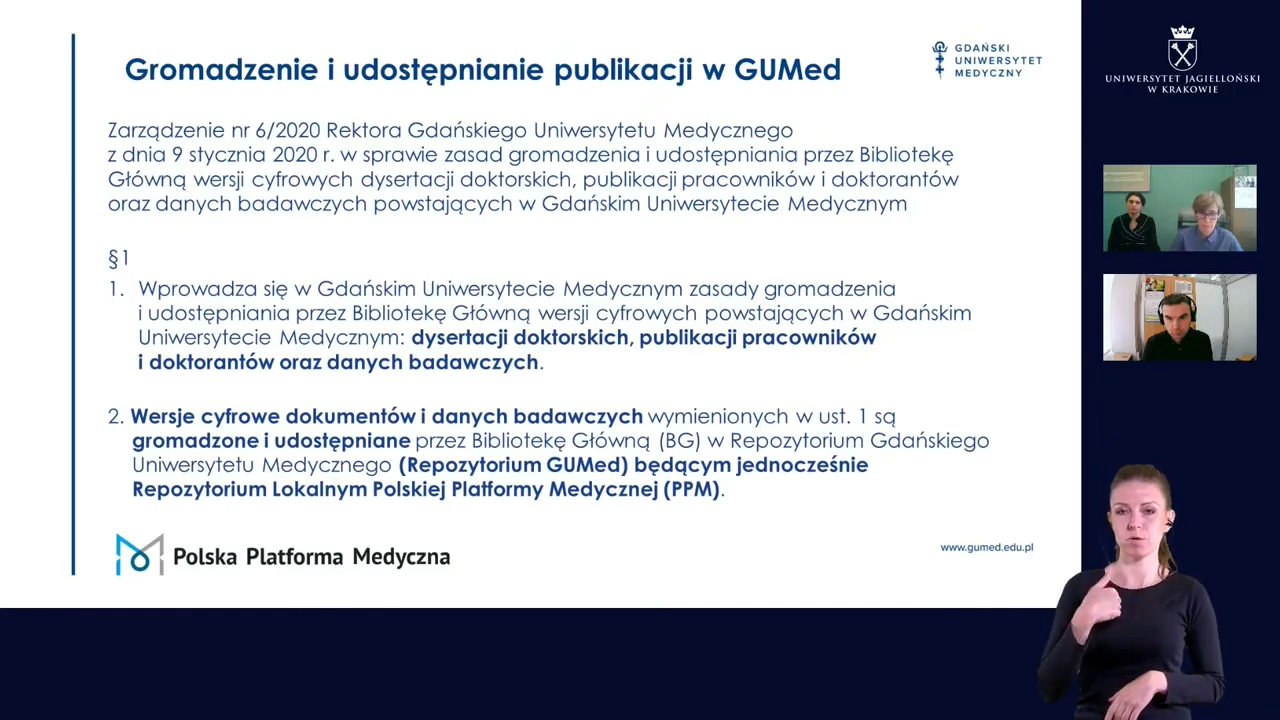 Gromadzenie i udostępnianie publikacji w GUMed
GDAŃSKI
UNIWERSYTET
MEDYCZNY
UNIWERSYTET JAGIELLOŃSKI
W KRAKOWIE
Zarządzenie nr 6/2020 Rektora Gdańskiego Uniwersytetu Medycznego
z dnia 9 stycznia 2020 r. w sprawie zasad gromadzenia i udostępniania przez Bibliotekę
Główną wersji cyfrowych dysertacji doktorskich, publikacji pracowników i doktorantów
oraz danych badawczych powstających w Gdańskim Uniwersytecie Medycznym
§1
1. Wprowadza się w Gdańskim Uniwersytecie Medycznym zasady gromadzenia
i udostępniania przez Bibliotekę Główną wersji cyfrowych powstających w Gdańskim
Uniwersytecie Medycznym: dysertacji doktorskich, publikacji pracowników
i doktorantów oraz danych badawczych.
2. Wersje cyfrowe dokumentów i danych badawczych wymienionych w ust. 1 są
gromadzone i udostępniane przez Bibliotekę Główną (BG) w Repozytorium Gdańskiego
Uniwersytetu Medycznego (Repozytorium GUMed) będącym jednocześnie
Repozytorium Lokalnym Polskiej Platformy Medycznej (PPM).
Polska Platforma Medyczna
www.gumed.edu.pl